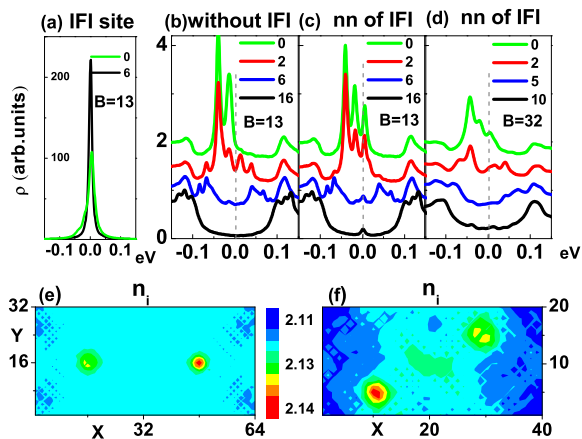 (a) IFI site
(b) without IFI
(c) nn of IFI
(d) nn of IFI
ρ (arb.units)
200
100
0
6
B=13
-0.1 0.0 0.1
eV
4
2
0
0
2
6
16
B=13
-0.1 0.0 0.1
0
2
6
16
B=13
-0.1 0.0 0.1
0
2
5
10
B=32
-0.1 0.0 0.1
eV
(e) n_i
32
Y
16
X 32 64
2.11
2.13
2.14
(f) n_i
20
10
X 20 40